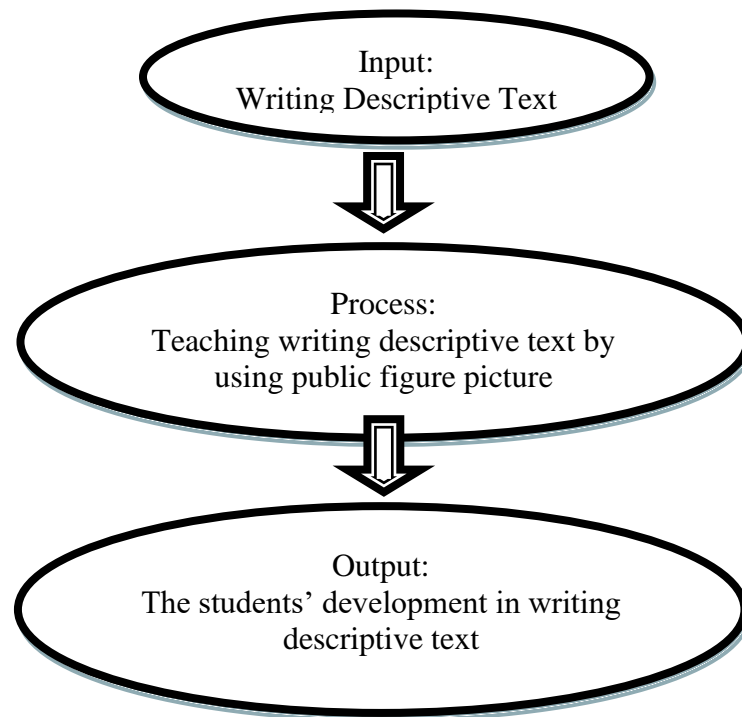 Input:
Writing Descriptive Text
Process:
Teaching writing descriptive text by
using public figure picture
Output:
The students’ development in writing
descriptive text